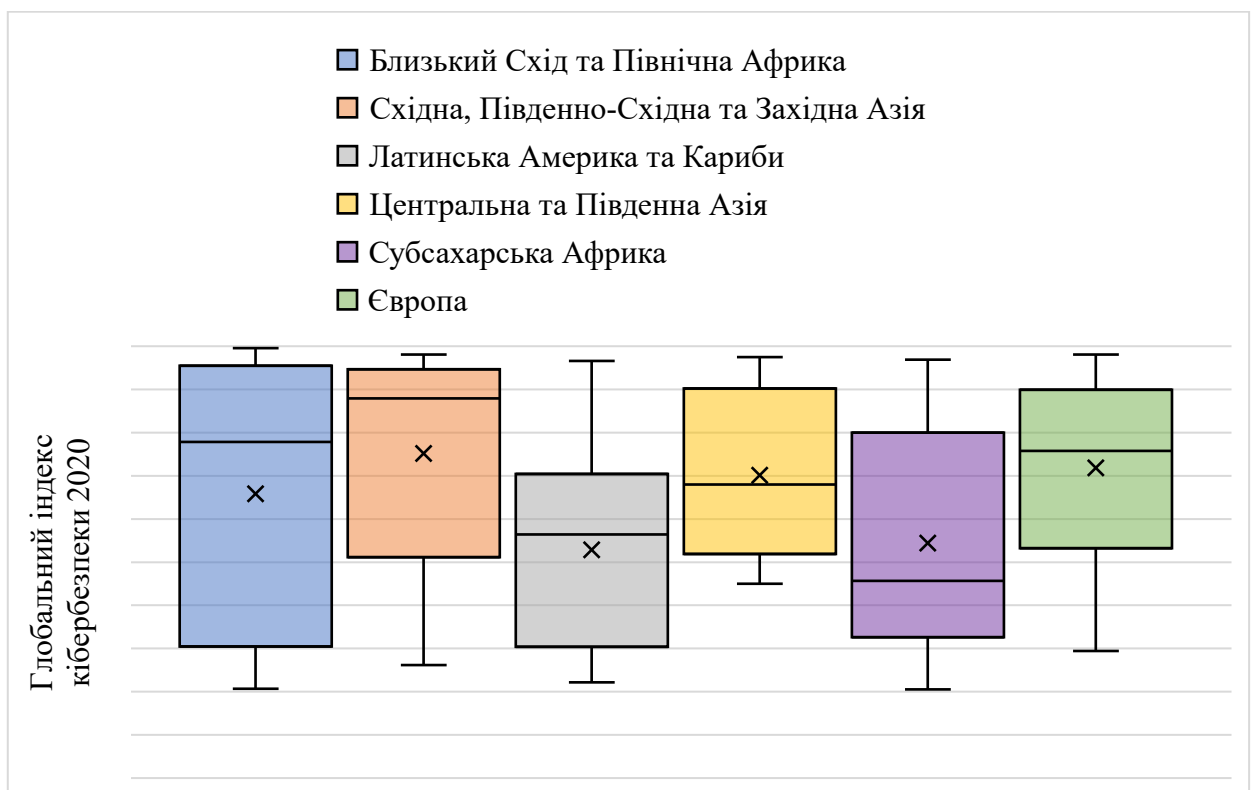 Близький Схід та Північна Африка
Східна, Південно-Східна та Західна Азія
Латинська Америка та Кариби
Центральна та Південна Азія
Субсахарська Африка
Європа
Глобальний індекс
кібербезпеки 2020